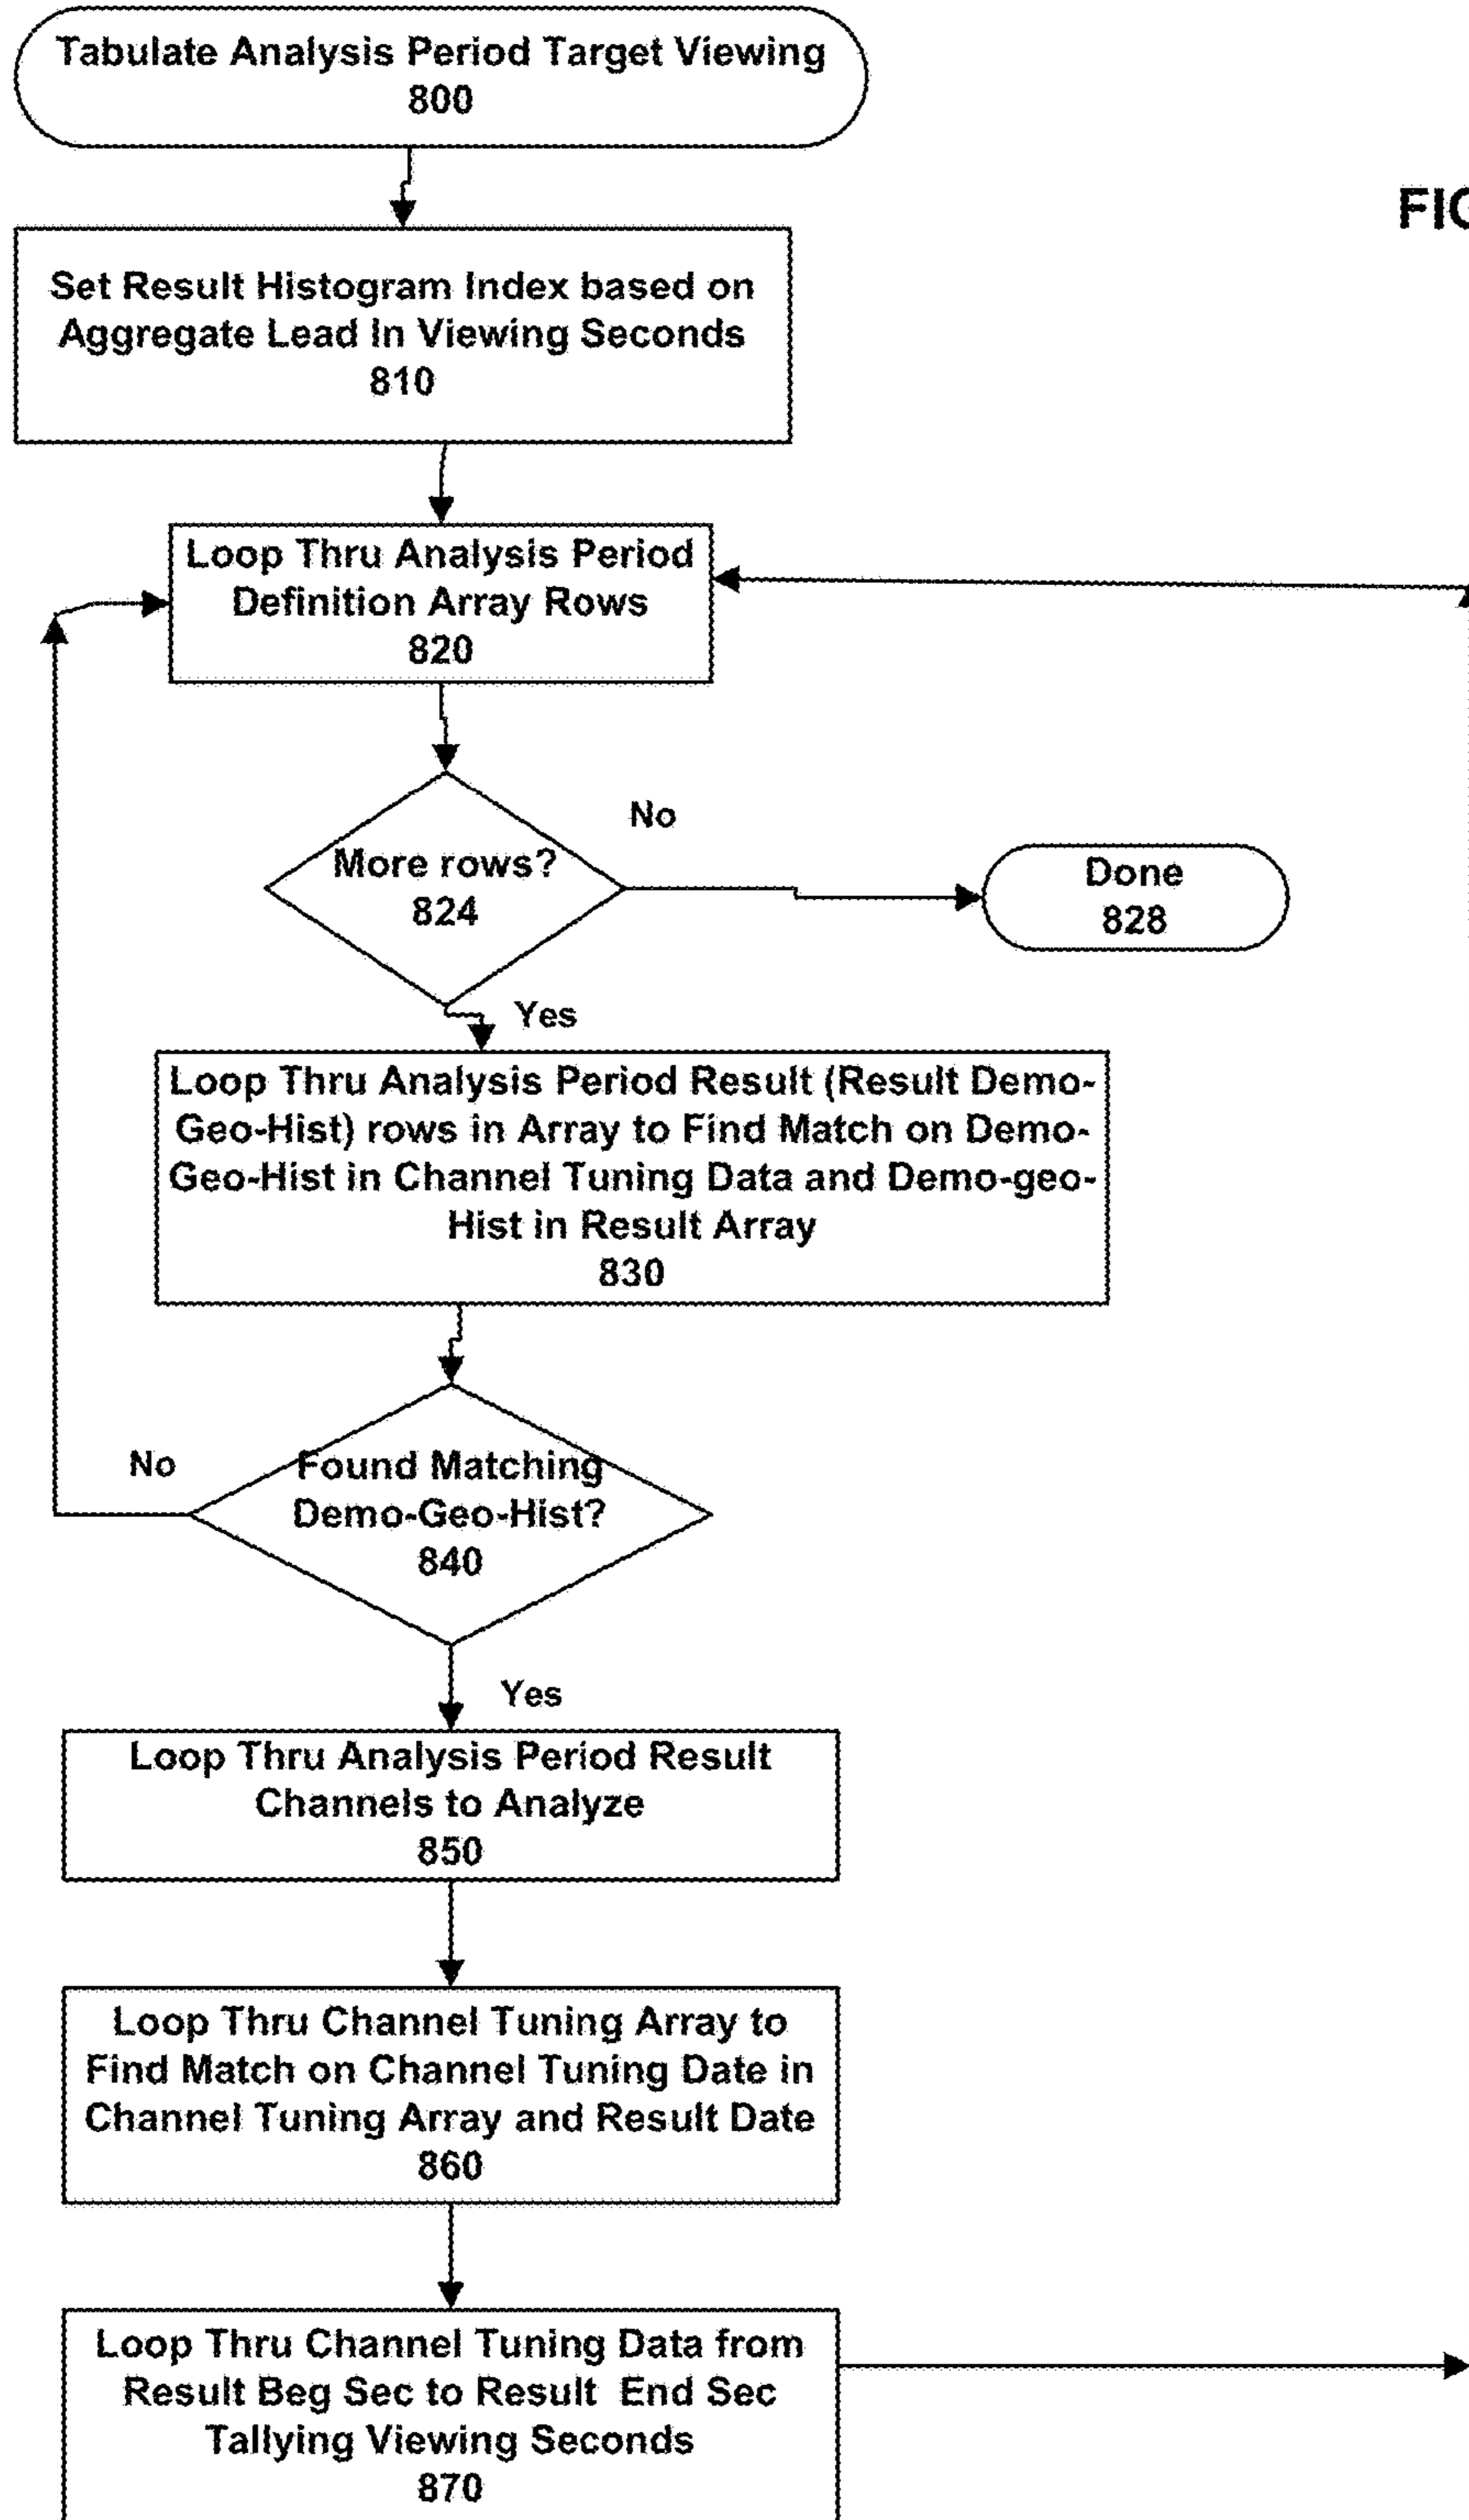 Tabulate Analysis Period Target Viewing
800
FIG
Set Result Histogram Index based on
Aggregate Lead In Viewing Seconds
810
Loop Thru Analysis Period
Definition Array Rows
820
No
More rows?
824
Done
828
Yes
Loop Thru Analysis Period Result (Result Demo-
Geo-Hist) rows in Array to Find Match on Demo-
Geo-Hist in Channel Tuning Data and Demo-geo-
Hist in Result Array
830
No
Found Matching
Demo-Geo-Hist?
840
Yes
Loop Thru Analysis Period Result
Channels to Analyze
850
Loop Thru Channel Tuning Array to
Find Match on Channel Tuning Date in
Channel Tuning Array and Result Date
860
Loop Thru Channel Tuning Data from
Result Beg Sec to Result End Sec
Tallying Viewing Seconds
870